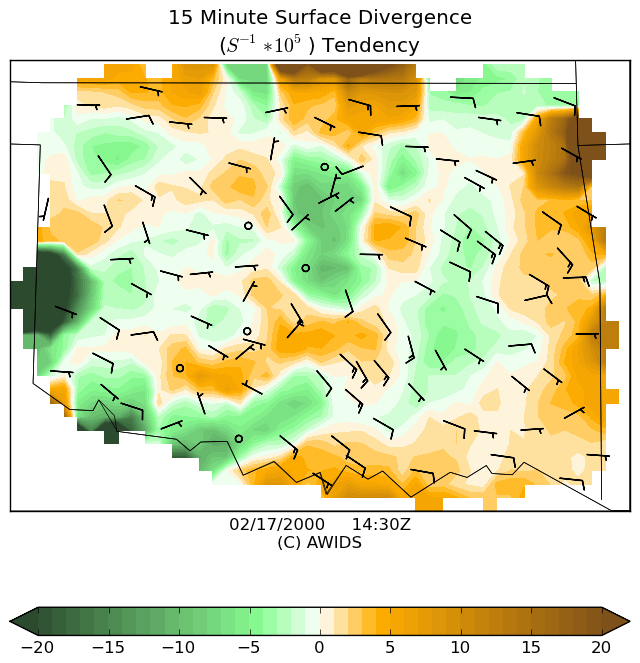 15 Minute Surface Divergence
(S⁻¹ *10⁵ ) Tendency
02/17/2000 14:30Z
(C) AWIDS
−20 −15 −10 −5 0 5 10 15 20